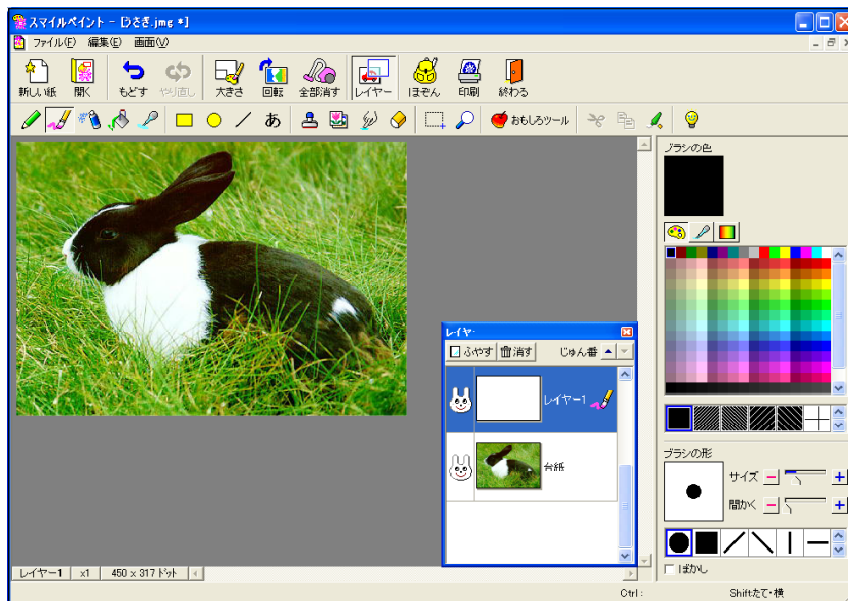 スマイルペイント - [うさぎ.jmg *]
ファイル(F) 編集(E) 画面(V)
新しい紙 開く もどす やり直し 大きさ 回転 全部消す レイヤー ほぞん 印刷 終わる
あ おもしろツール
ブラシの色
レイヤー
ふやす 消す じゅん番
レイヤー1
台紙
ブラシの形
サイズ
間かく
ぼかし
レイヤー1 x1 450 x 317 ドット
Ctrl : Shiftたて・横